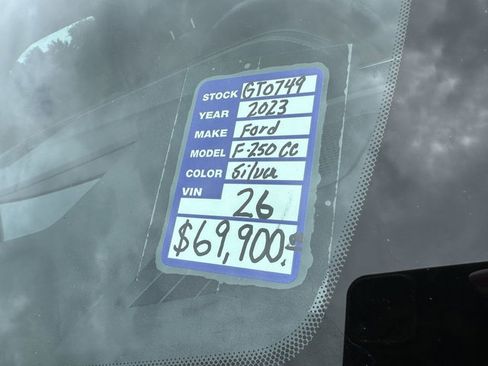 STOCK GT0749
YEAR 2023
MAKE Ford
MODEL F-250 CC
COLOR Silver
VIN 26
$69,900.00